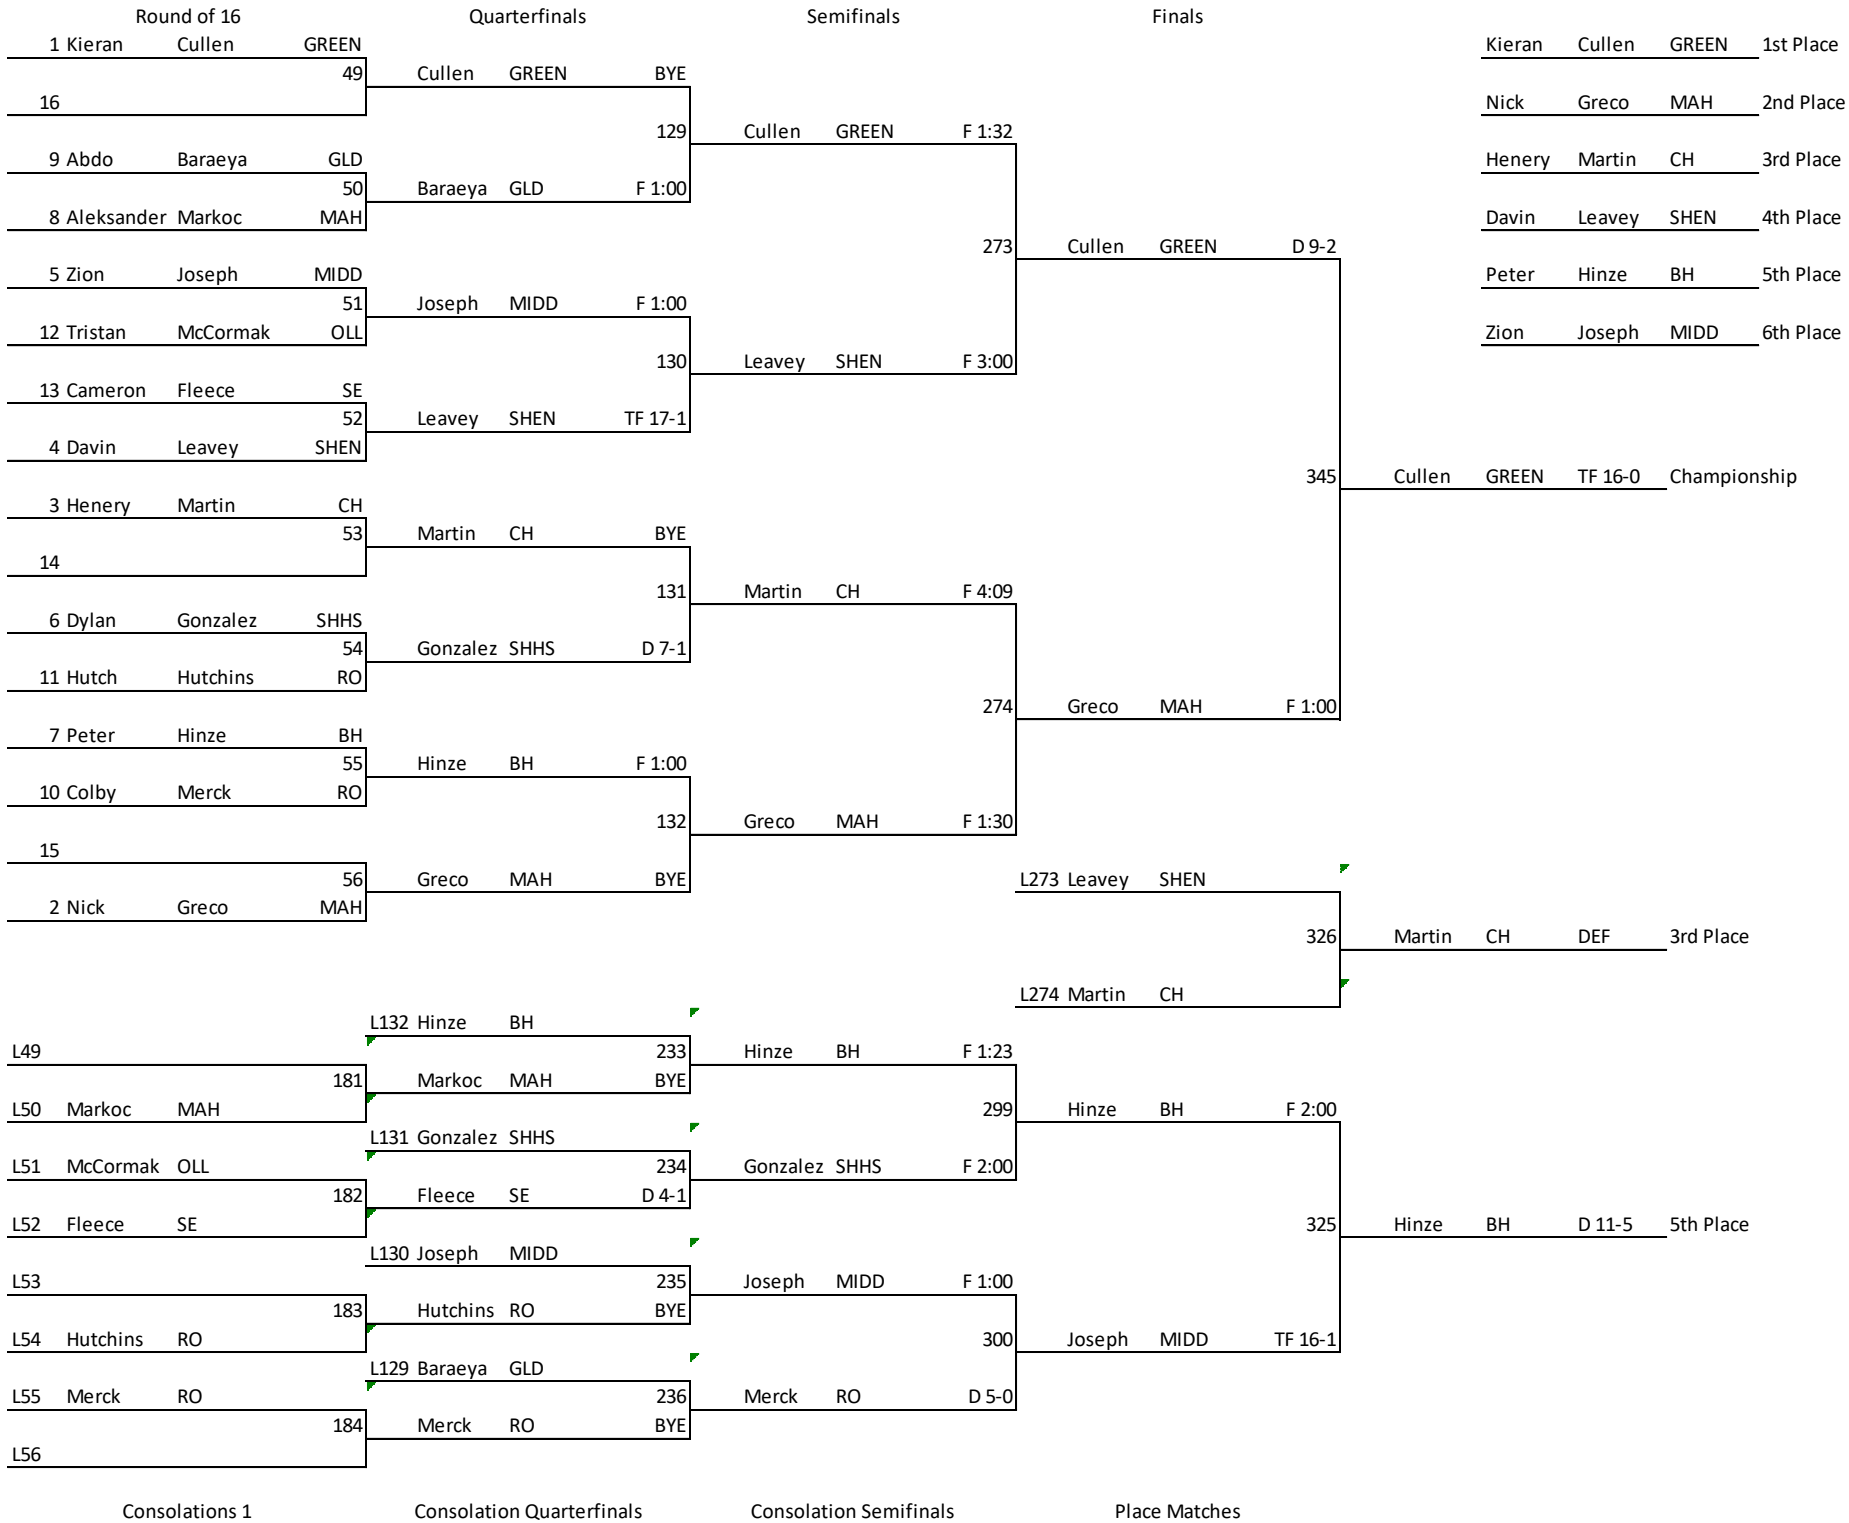 Round of 16 Quarterfinals Semifinals Finals
1 Kieran Cullen GREEN Kieran Cullen GREEN 1st Place
49 Cullen GREEN BYE
16 Nick Greco MAH 2nd Place
129 Cullen GREEN F 1:32
9 Abdo Baraeya GLD Henery Martin CH 3rd Place
50 Baraeya GLD F 1:00
8 Aleksander Markoc MAH Davin Leavey SHEN 4th Place
273 Cullen GREEN D 9-2
5 Zion Joseph MIDD Peter Hinze BH 5th Place
51 Joseph MIDD F 1:00
12 Tristan McCormak OLL Zion Joseph MIDD 6th Place
130 Leavey SHEN F 3:00
13 Cameron Fleece SE
52 Leavey SHEN TF 17-1
4 Davin Leavey SHEN
345 Cullen GREEN TF 16-0 Championship
3 Henery Martin CH
53 Martin CH BYE
14
131 Martin CH F 4:09
6 Dylan Gonzalez SHHS
54 Gonzalez SHHS D 7-1
11 Hutch Hutchins RO
274 Greco MAH F 1:00
7 Peter Hinze BH
55 Hinze BH F 1:00
10 Colby Merck RO
132 Greco MAH F 1:30
15
56 Greco MAH BYE L273 Leavey SHEN
2 Nick Greco MAH
326 Martin CH DEF 3rd Place
L274 Martin CH
L132 Hinze BH
L49 233 Hinze BH F 1:23
181 Markoc MAH BYE
L50 Markoc MAH 299 Hinze BH F 2:00
L131 Gonzalez SHHS
L51 McCormak OLL 234 Gonzalez SHHS F 2:00
182 Fleece SE D 4-1
L52 Fleece SE 325 Hinze BH D 11-5 5th Place
L130 Joseph MIDD
L53 235 Joseph MIDD F 1:00
183 Hutchins RO BYE
L54 Hutchins RO 300 Joseph MIDD TF 16-1
L129 Baraeya GLD
L55 Merck RO 236 Merck RO D 5-0
184 Merck RO BYE
L56
Consolations 1 Consolation Quarterfinals Consolation Semifinals Place Matches